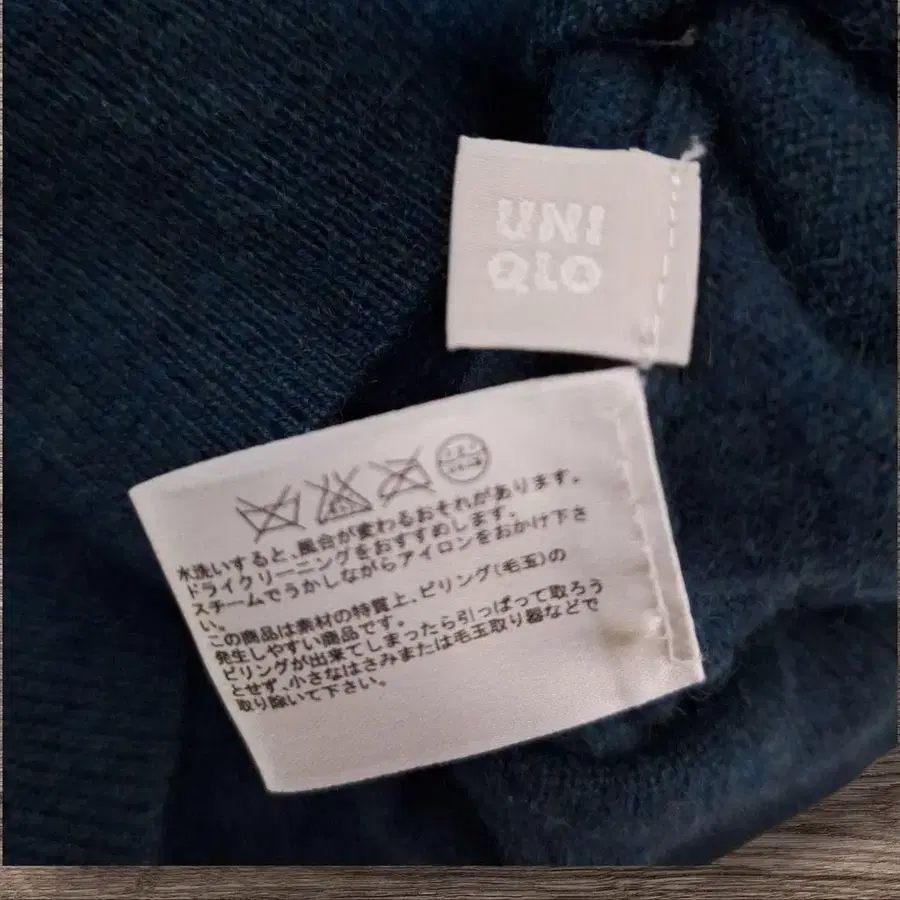 UNI
QLO
水洗いすると、風合が変わるおそれがあります。
ドライクリーニングをおすすめします。
スチームでうかしながらアイロンをおかけ下さ
い。
この商品は素材の特質上、ピリング(毛玉)の
発生しやすい商品です。
ピリングが出来てしまったら引っぱって取ろう
とせず、小さなはさみまたは毛玉取り器などで
取り除いて下さい。